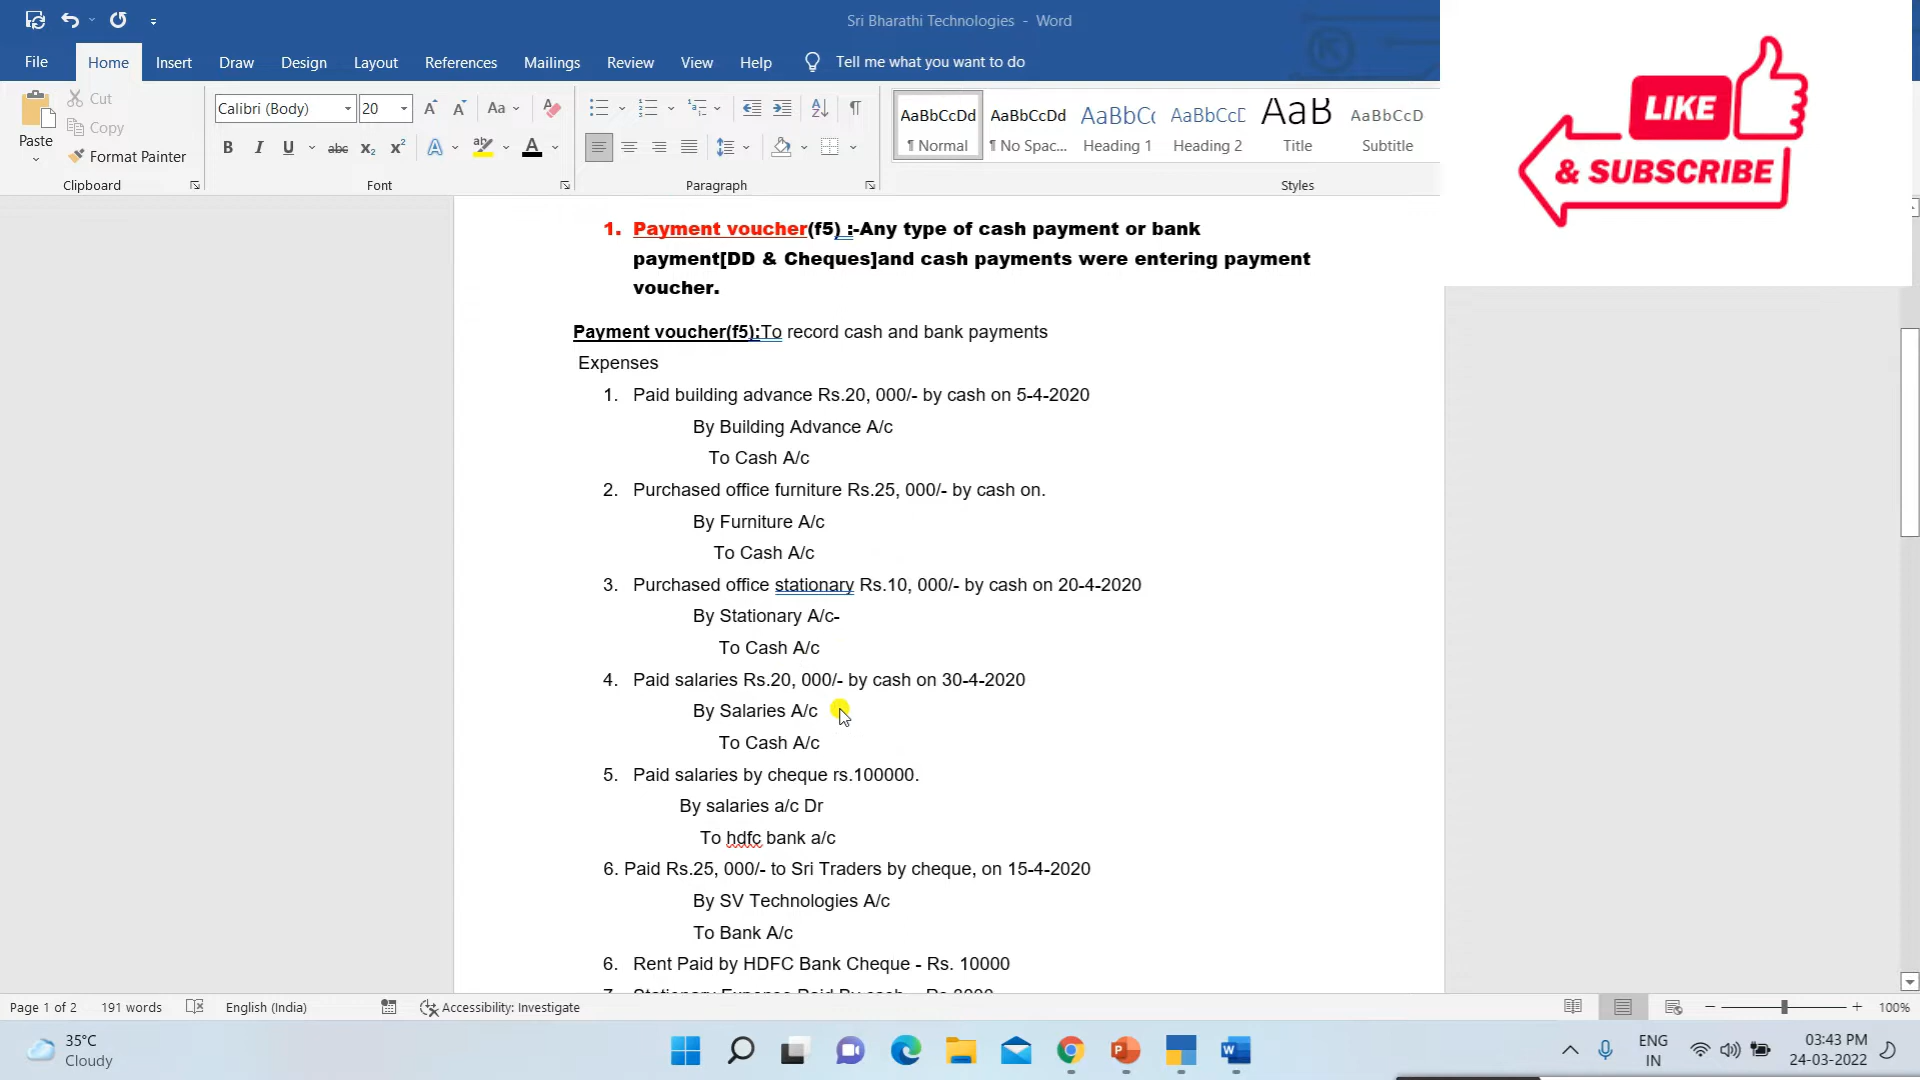 Sri Bharathi Technologies - Word
File Home Insert Draw Design Layout References Mailings Review View Help Tell me what you want to do
LIKE
& SUBSCRIBE
Paste
Cut
Copy
Format Painter
Clipboard
Calibri (Body) 20
Aa
B I U abc x₂ x² A ab A
Font
Paragraph
AaBbCcDd AaBbCcDd AaBbCc AaBbCcD AaB AaBbCcD
¶ Normal ¶ No Spac... Heading 1 Heading 2 Title Subtitle
Styles
1. Payment voucher(f5) :-Any type of cash payment or bank
payment[DD & Cheques]and cash payments were entering payment
voucher.
Payment voucher(f5):To record cash and bank payments
Expenses
1. Paid building advance Rs.20, 000/- by cash on 5-4-2020
By Building Advance A/c
To Cash A/c
2. Purchased office furniture Rs.25, 000/- by cash on.
By Furniture A/c
To Cash A/c
3. Purchased office stationary Rs.10, 000/- by cash on 20-4-2020
By Stationary A/c-
To Cash A/c
4. Paid salaries Rs.20, 000/- by cash on 30-4-2020
By Salaries A/c
To Cash A/c
5. Paid salaries by cheque rs.100000.
By salaries a/c Dr
To hdfc bank a/c
6. Paid Rs.25, 000/- to Sri Traders by cheque, on 15-4-2020
By SV Technologies A/c
To Bank A/c
6. Rent Paid by HDFC Bank Cheque - Rs. 10000
Page 1 of 2 191 words English (India) Accessibility: Investigate 100%
35°C
Cloudy
ENG
IN
03:43 PM
24-03-2022